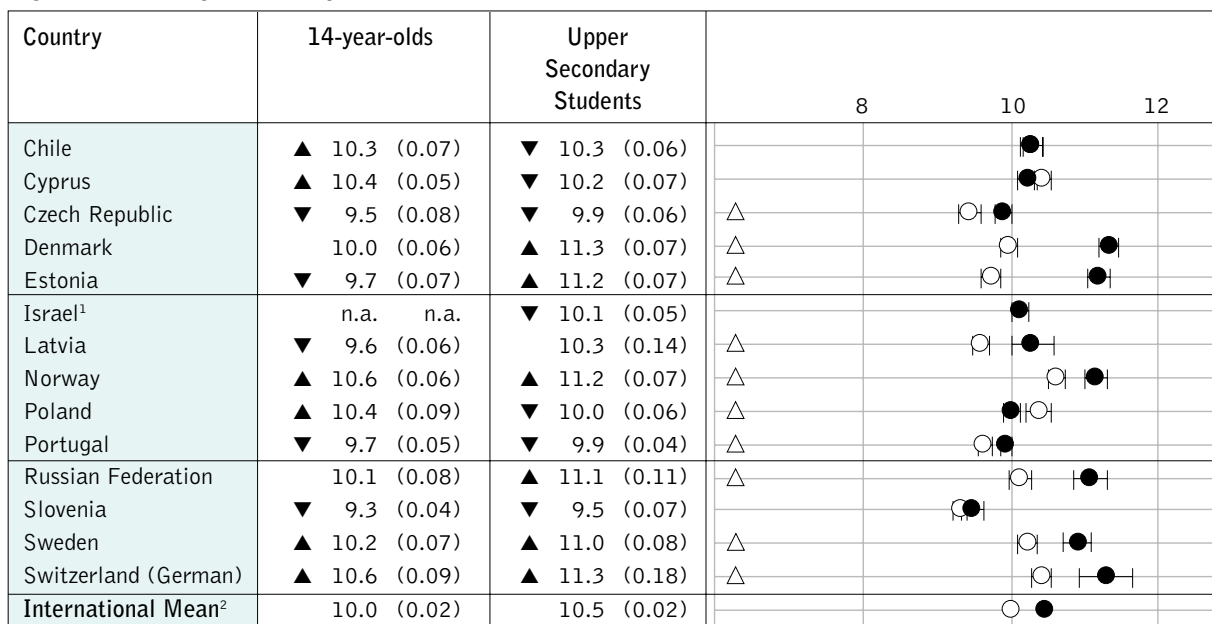 Country 14-year-olds Upper Secondary Students
8 10 12
Chile ▲ 10.3 (0.07) ▼ 10.3 (0.06)
Cyprus ▲ 10.4 (0.05) ▼ 10.2 (0.07)
Czech Republic ▼ 9.5 (0.08) ▼ 9.9 (0.06)
Denmark 10.0 (0.06) ▲ 11.3 (0.07)
Estonia ▼ 9.7 (0.07) ▲ 11.2 (0.07)
Israel¹ n.a. n.a. ▼ 10.1 (0.05)
Latvia ▼ 9.6 (0.06) 10.3 (0.14)
Norway ▲ 10.6 (0.06) ▲ 11.2 (0.07)
Poland ▲ 10.4 (0.09) ▼ 10.0 (0.06)
Portugal ▼ 9.7 (0.05) ▼ 9.9 (0.04)
Russian Federation 10.1 (0.08) ▲ 11.1 (0.11)
Slovenia ▼ 9.3 (0.04) ▼ 9.5 (0.07)
Sweden ▲ 10.2 (0.07) ▲ 11.0 (0.08)
Switzerland (German) ▲ 10.6 (0.09) ▲ 11.3 (0.18)
International Mean² 10.0 (0.02) 10.5 (0.02)